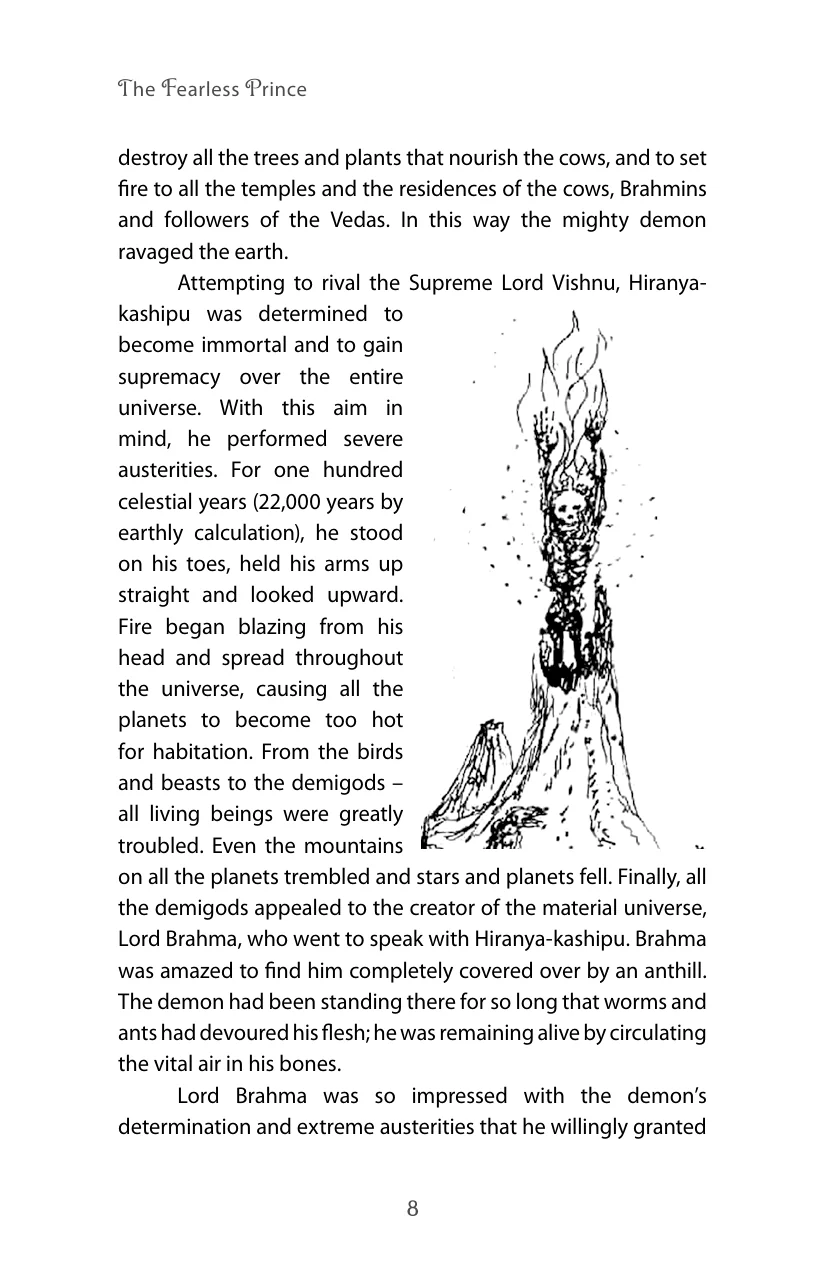 The Fearless Prince
destroy all the trees and plants that nourish the cows, and to set
fire to all the temples and the residences of the cows, Brahmins
and followers of the Vedas. In this way the mighty demon
ravaged the earth.
Attempting to rival the Supreme Lord Vishnu, Hiranya-
kashipu was determined to
become immortal and to gain
supremacy over the entire
universe. With this aim in
mind, he performed severe
austerities. For one hundred
celestial years (22,000 years by
earthly calculation), he stood
on his toes, held his arms up
straight and looked upward.
Fire began blazing from his
head and spread throughout
the universe, causing all the
planets to become too hot
for habitation. From the birds
and beasts to the demigods –
all living beings were greatly
troubled. Even the mountains
on all the planets trembled and stars and planets fell. Finally, all
the demigods appealed to the creator of the material universe,
Lord Brahma, who went to speak with Hiranya-kashipu. Brahma
was amazed to find him completely covered over by an anthill.
The demon had been standing there for so long that worms and
ants had devoured his flesh; he was remaining alive by circulating
the vital air in his bones.
Lord Brahma was so impressed with the demon’s
determination and extreme austerities that he willingly granted
8